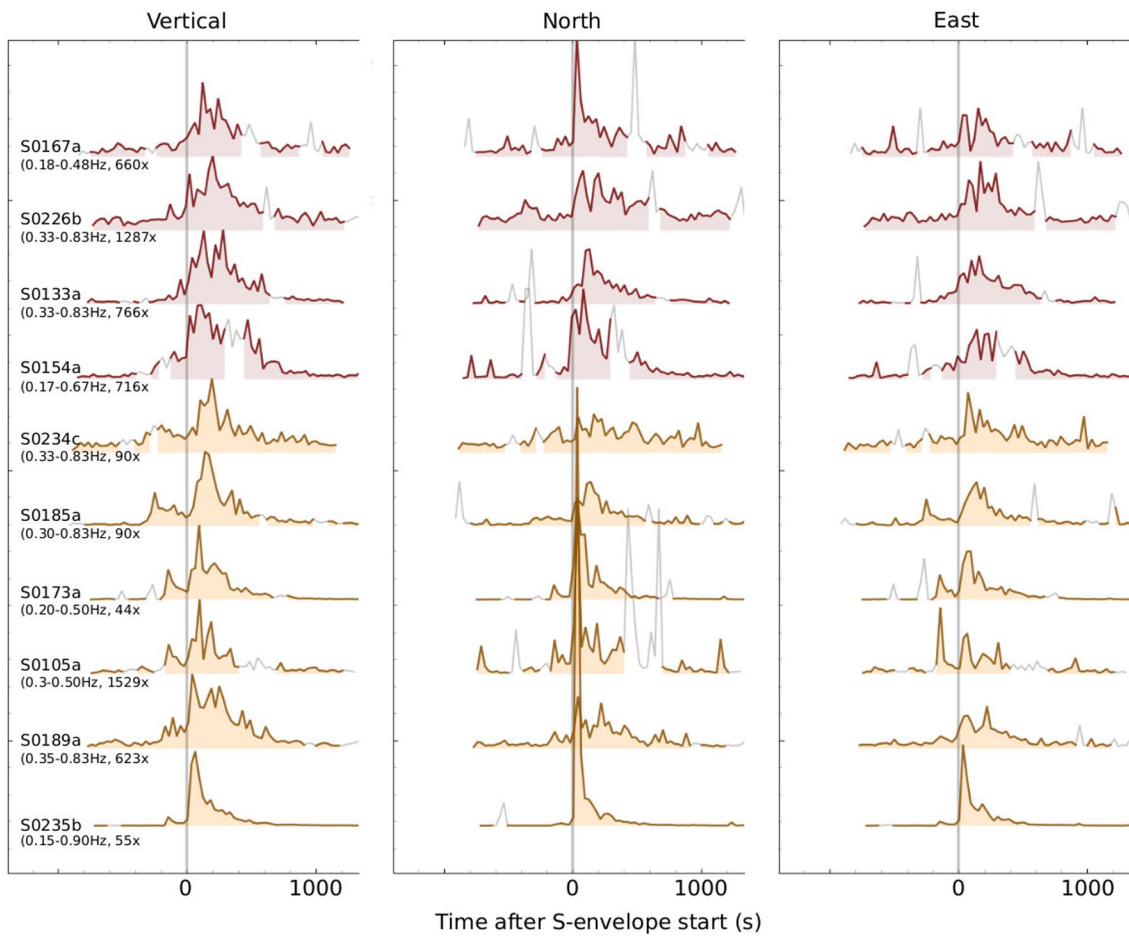 Vertical
North
East
S0167a
(0.18-0.48Hz, 660x)
S0226b
(0.33-0.83Hz, 1287x)
S0133a
(0.33-0.83Hz, 766x)
S0154a
(0.17-0.67Hz, 716x)
S0234c
(0.33-0.83Hz, 90x)
S0185a
(0.30-0.83Hz, 90x)
S0173a
(0.20-0.50Hz, 44x)
S0105a
(0.3-0.50Hz, 1529x)
S0189a
(0.35-0.83Hz, 623x)
S0235b
(0.15-0.90Hz, 55x)
0 1000
0 1000
0 1000
Time after S-envelope start (s)